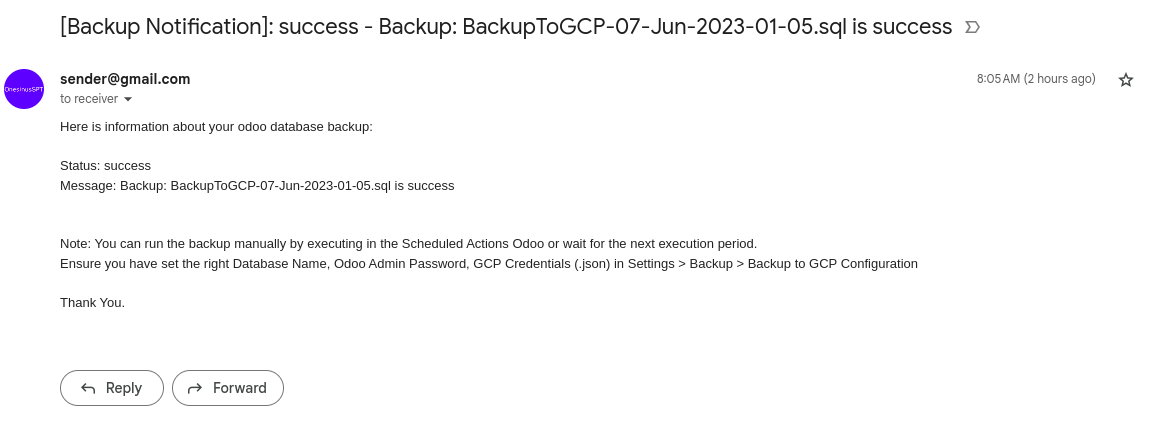 [Backup Notification]: success - Backup: BackupToGCP-07-Jun-2023-01-05.sql is success
sender@gmail.com
8:05 AM (2 hours ago)
OnesinusSPT
to receiver
Here is information about your odoo database backup:
Status: success
Message: Backup: BackupToGCP-07-Jun-2023-01-05.sql is success
Note: You can run the backup manually by executing in the Scheduled Actions Odoo or wait for the next execution period.
Ensure you have set the right Database Name, Odoo Admin Password, GCP Credentials (.json) in Settings > Backup > Backup to GCP Configuration
Thank You.
Reply
Forward